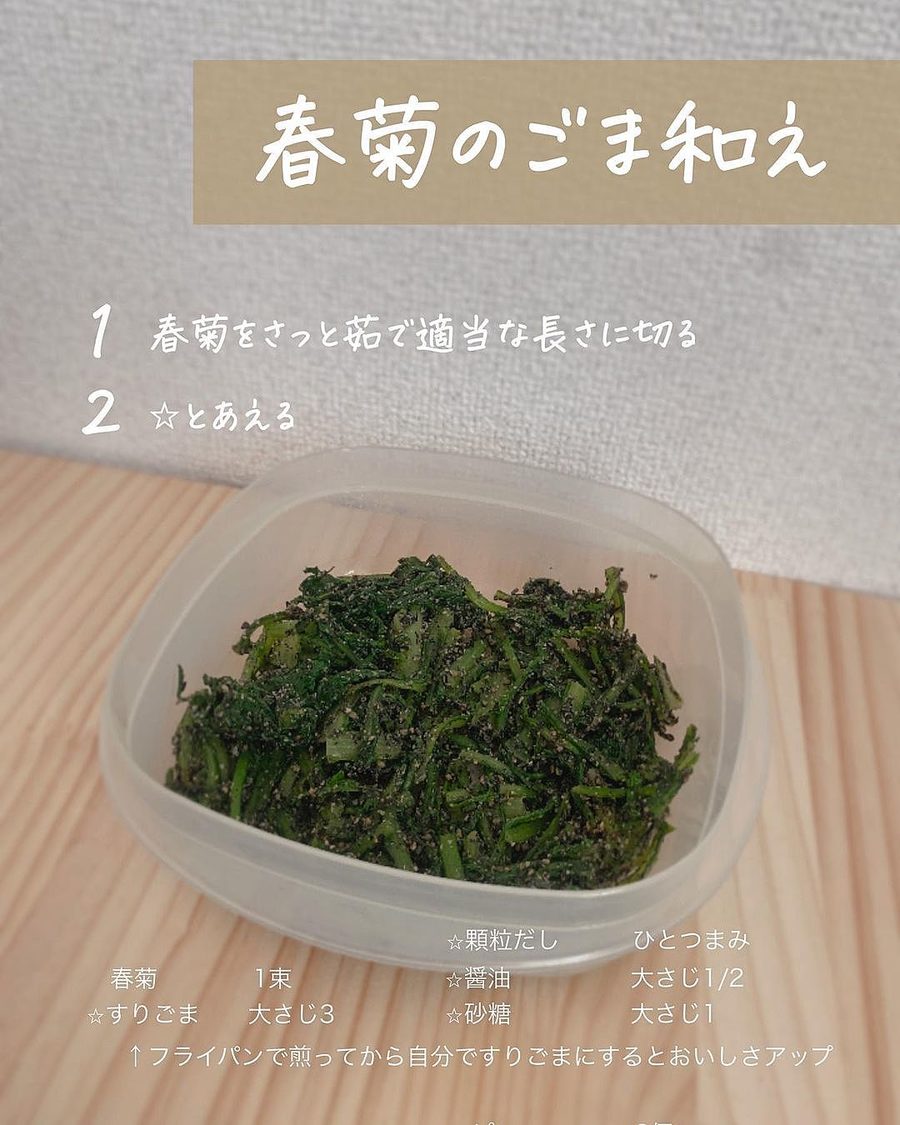 春菊のごま和え
1 春菊をさっと茹で適当な長さに切る
2 ☆とあえる
☆顆粒だし ひとつまみ
春菊 1束 ☆醤油 大さじ1/2
☆すりごま 大さじ3 ☆砂糖 大さじ1
↑フライパンで煎ってから自分ですりごまにするとおいしさアップ